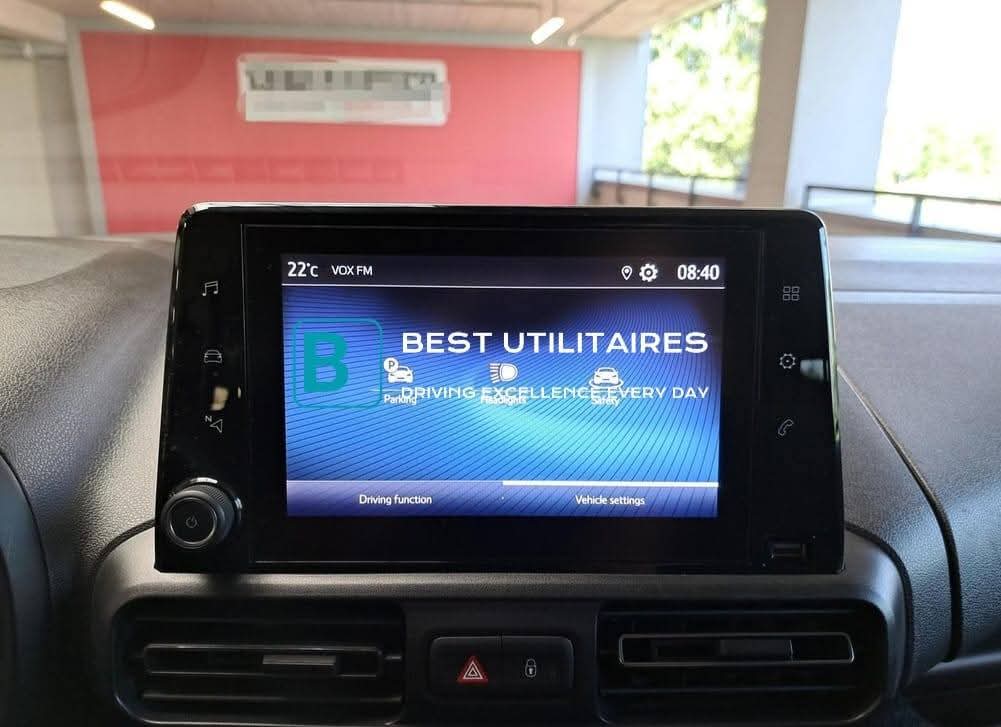 22°C VOX FM 08:40
B BEST UTILITAIRES
DRIVING EXCELLENCE EVERY DAY
P
Parking Headlights Safety
N
Driving function Vehicle settings